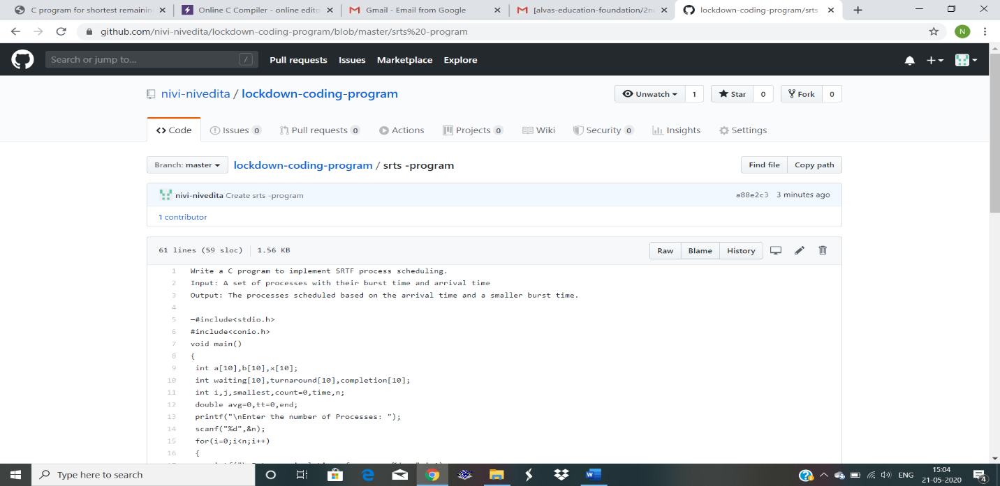 C program for shortest remainin
Online C Compiler - online edito
Gmail - Email from Google
[alvas-education-foundation/2n
lockdown-coding-program/srts
github.com/nivi-nivedita/lockdown-coding-program/blob/master/srts%20-program
N
Search or jump to...
/
Pull requests
Issues
Marketplace
Explore
nivi-nivedita / lockdown-coding-program
Unwatch
1
Star
0
Fork
0
<> Code
Issues 0
Pull requests 0
Actions
Projects 0
Wiki
Security 0
Insights
Settings
Branch: master
lockdown-coding-program / srts -program
Find file
Copy path
nivi-nivedita Create srts -program
a88e2c3 3 minutes ago
1 contributor
61 lines (59 sloc) 1.56 KB
Raw
Blame
History
1 Write a C program to implement SRTF process scheduling.
2 Input: A set of processes with their burst time and arrival time
3 Output: The processes scheduled based on the arrival time and a smaller burst time.
4
5 —#include<stdio.h>
6 #include<conio.h>
7 void main()
8 {
9 int a[10],b[10],x[10];
10 int waiting[10],turnaround[10],completion[10];
11 int i,j,smallest,count=0,time,n;
12 double avg=0,tt=0,end;
13 printf("\nEnter the number of Processes: ");
14 scanf("%d",&n);
15 for(i=0;i<n;i++)
16 {
Type here to search
ENG
15:04
21-05-2020
4